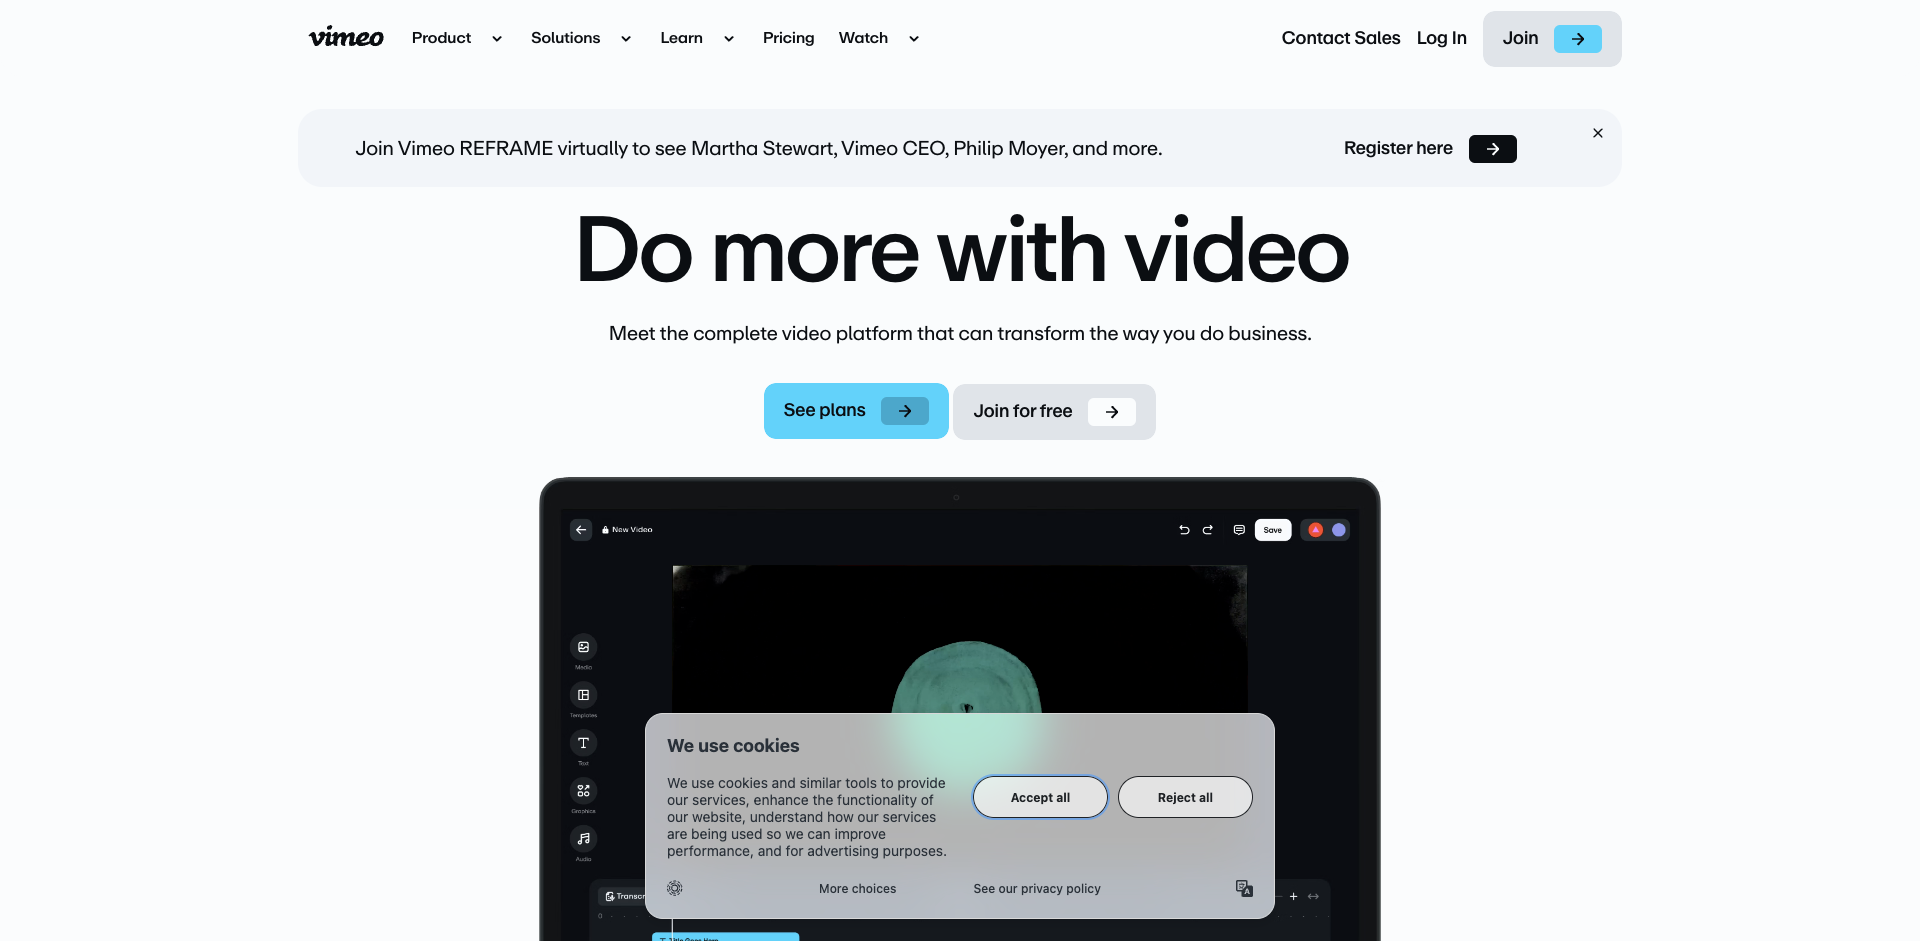 vimeo Product Solutions Learn Pricing Watch Contact Sales Log In Join
Join Vimeo REFRAME virtually to see Martha Stewart, Vimeo CEO, Philip Moyer, and more. Register here
Do more with video
Meet the complete video platform that can transform the way you do business.
See plans Join for free
New Video Save
Media
Templates
Text
Graphics
Audio
We use cookies
We use cookies and similar tools to provide
our services, enhance the functionality of
our website, understand how our services
are being used so we can improve
performance, and for advertising purposes.
Accept all Reject all
More choices See our privacy policy
0
Title Goes Here